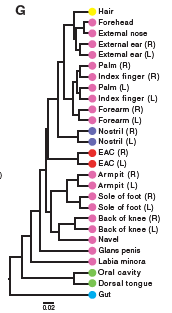 G
Hair
Forehead
External nose
External ear (R)
External ear (L)
Palm (R)
Index finger (R)
Palm (L)
Index finger (L)
Forearm (R)
Forearm (L)
Nostril (R)
Nostril (L)
EAC (R)
EAC (L)
)
Armpit (R)
Armpit (L)
Sole of foot (R)
Sole of foot (L)
Back of knee (R)
Back of knee (L)
Navel
Glans penis
Labia minora
Oral cavity
Dorsal tongue
Gut
0.02